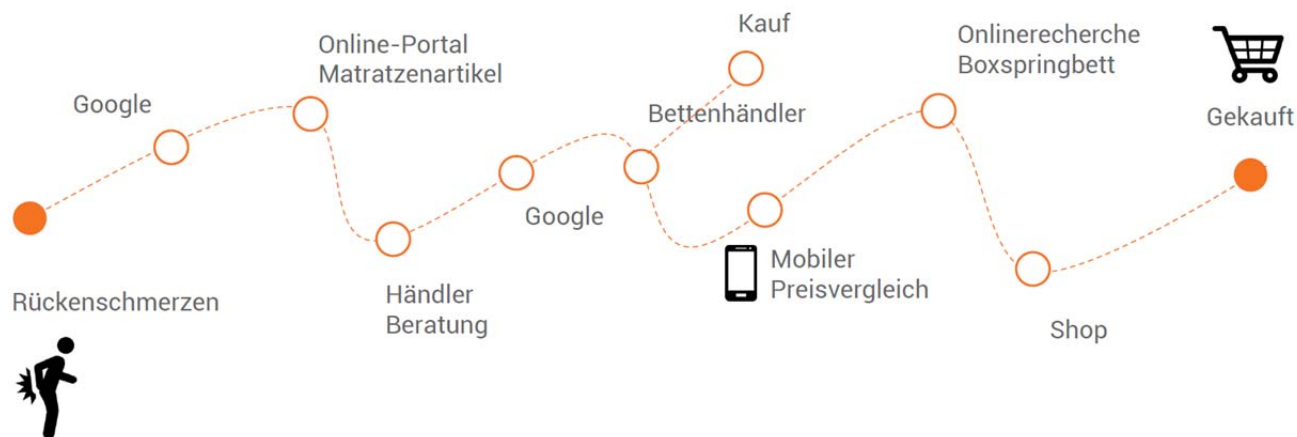 Rückenschmerzen
Google
Online-Portal
Matratzenartikel
Händler
Beratung
Google
Bettenhändler
Kauf
Mobiler
Preisvergleich
Onlinerecherche
Boxspringbett
Shop
Gekauft